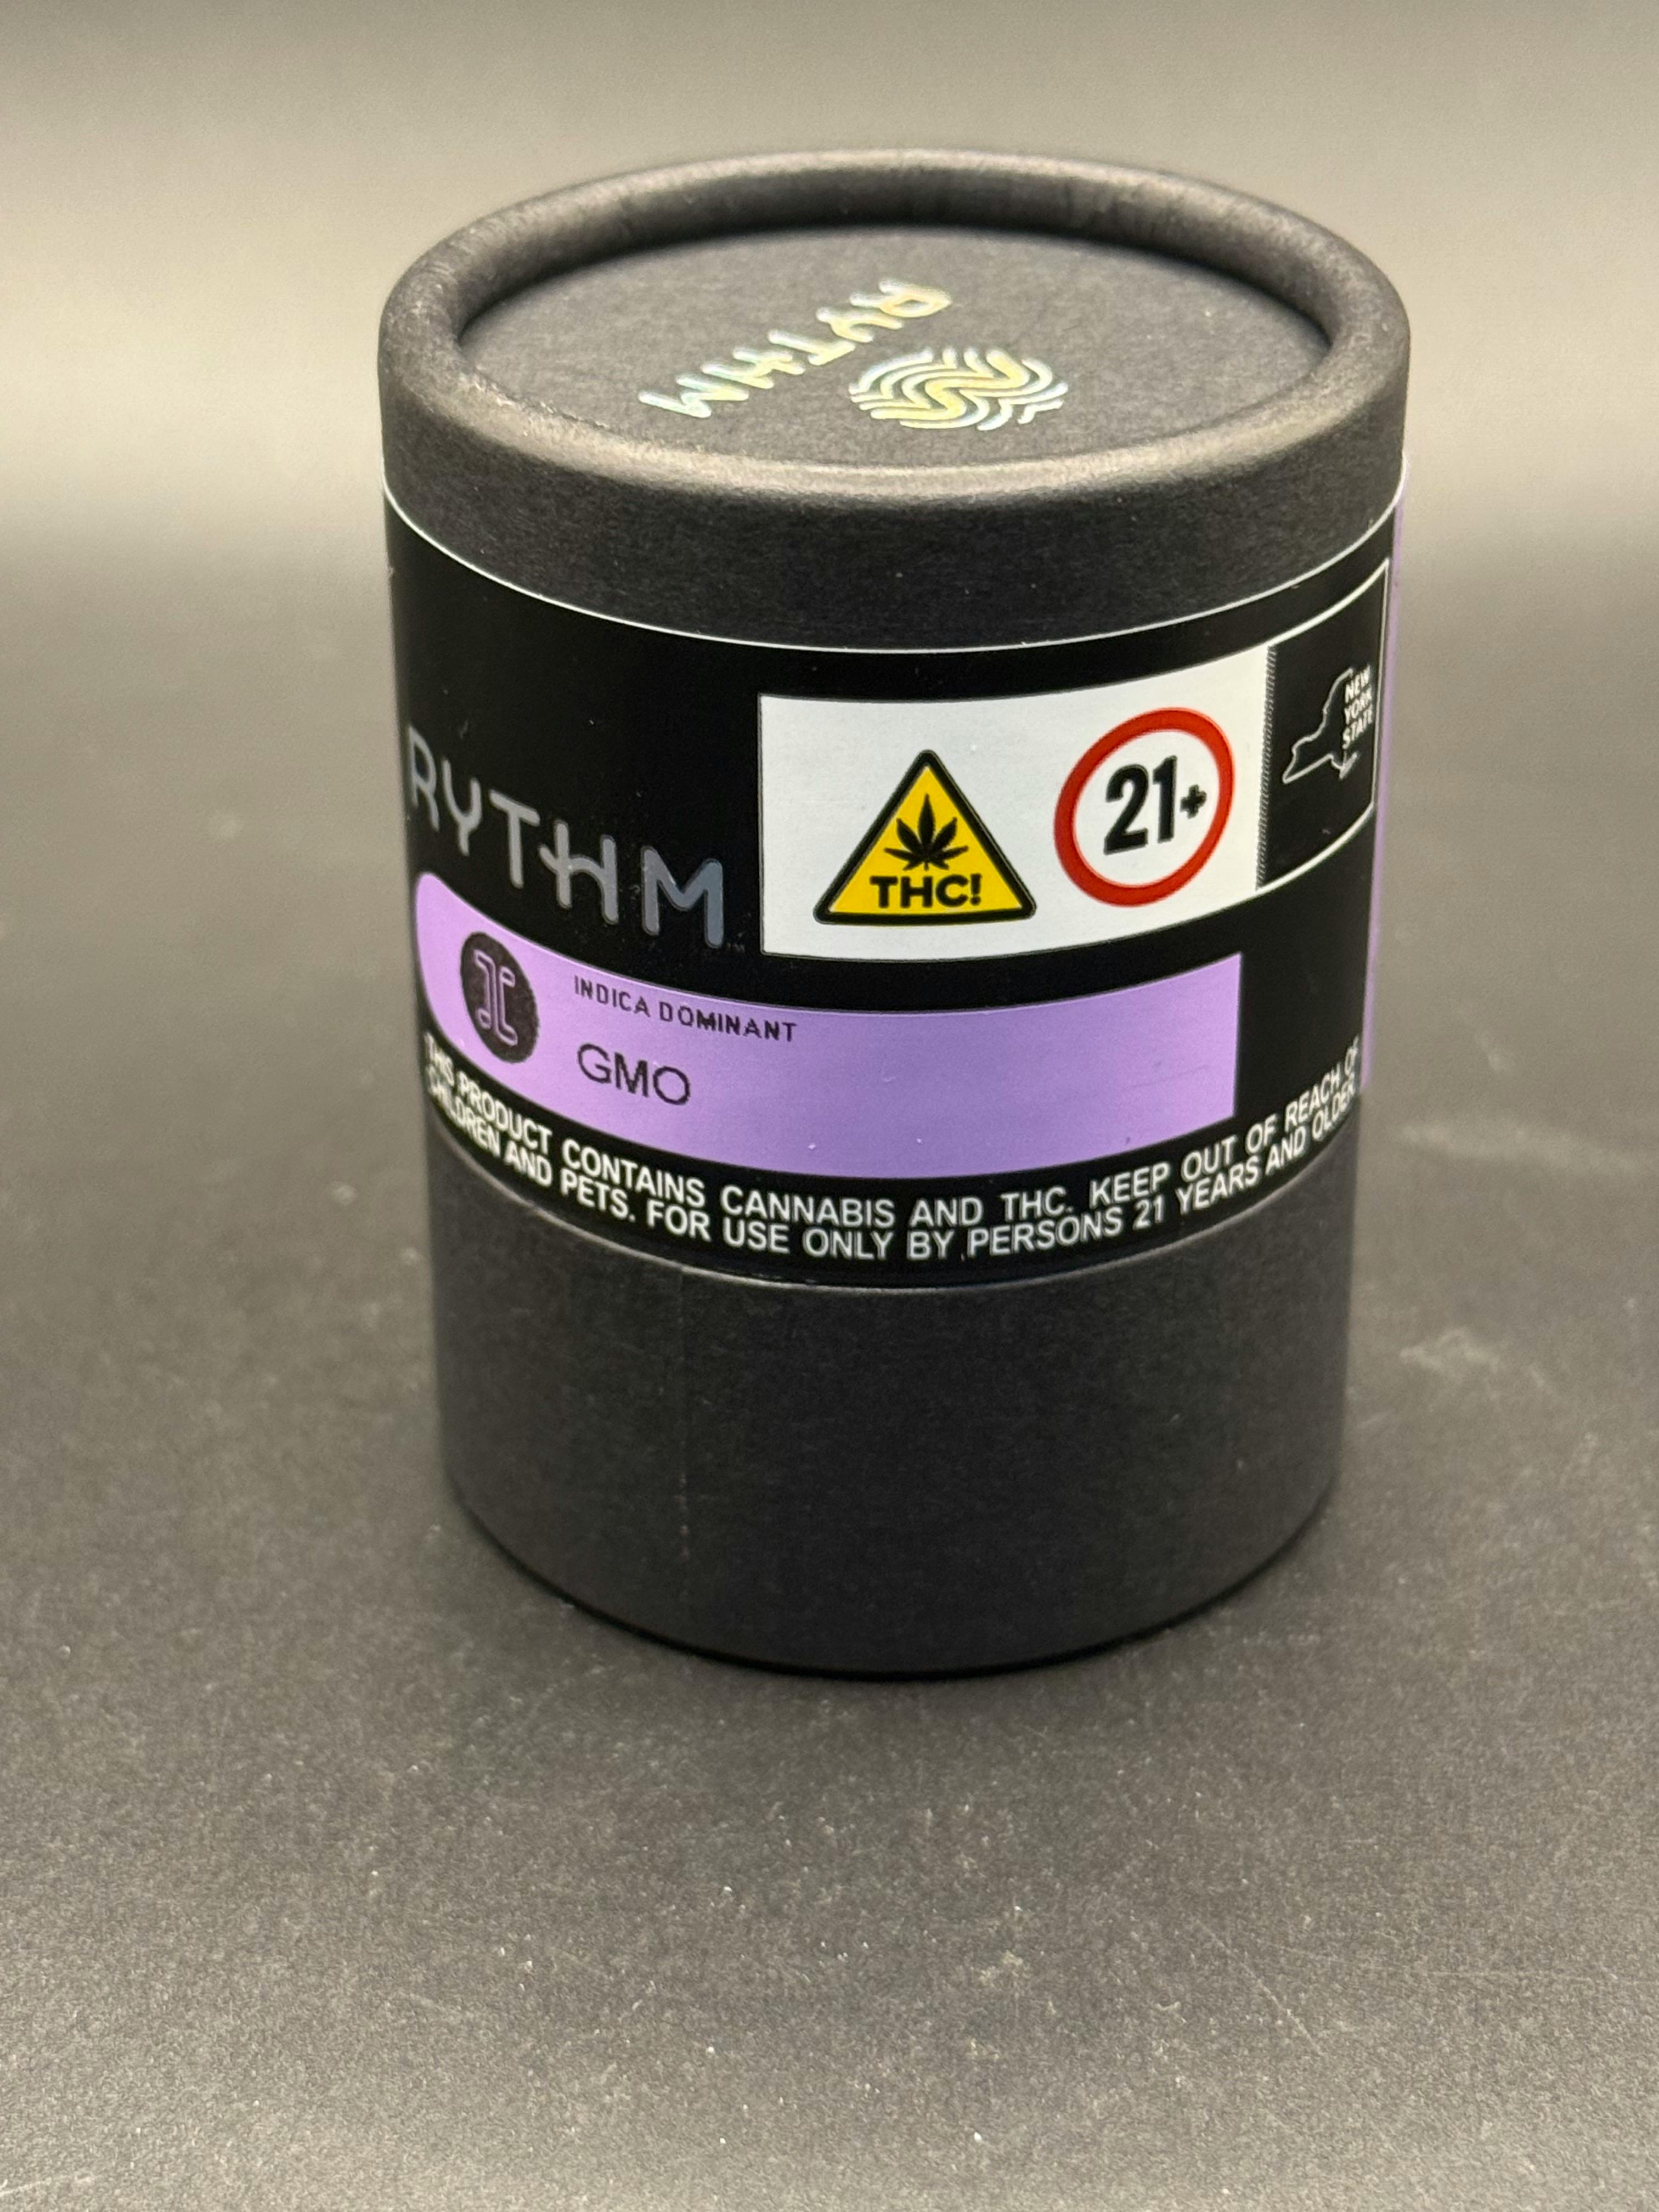 RYTHM
RYTHM
THC!
21+
NEW
YORK
STATE
INDICA DOMINANT
GMO
THIS PRODUCT CONTAINS CANNABIS AND THC. KEEP OUT OF REACH OF
CHILDREN AND PETS. FOR USE ONLY BY PERSONS 21 YEARS AND OLDER.